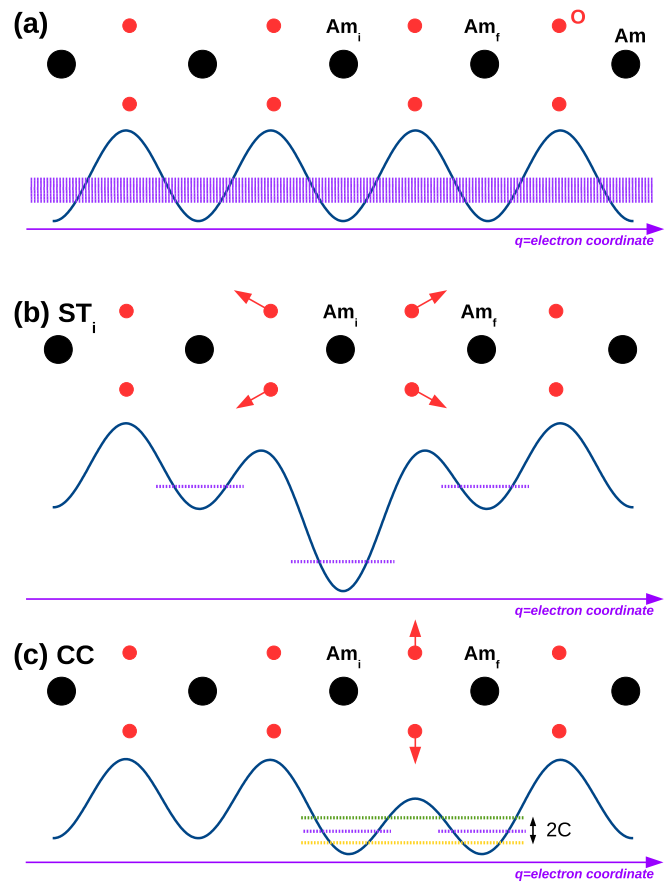 (a) Am_i Am_f O Am
q=electron coordinate
(b) ST_i Am_i Am_f
q=electron coordinate
(c) CC Am_i Am_f
2C
q=electron coordinate